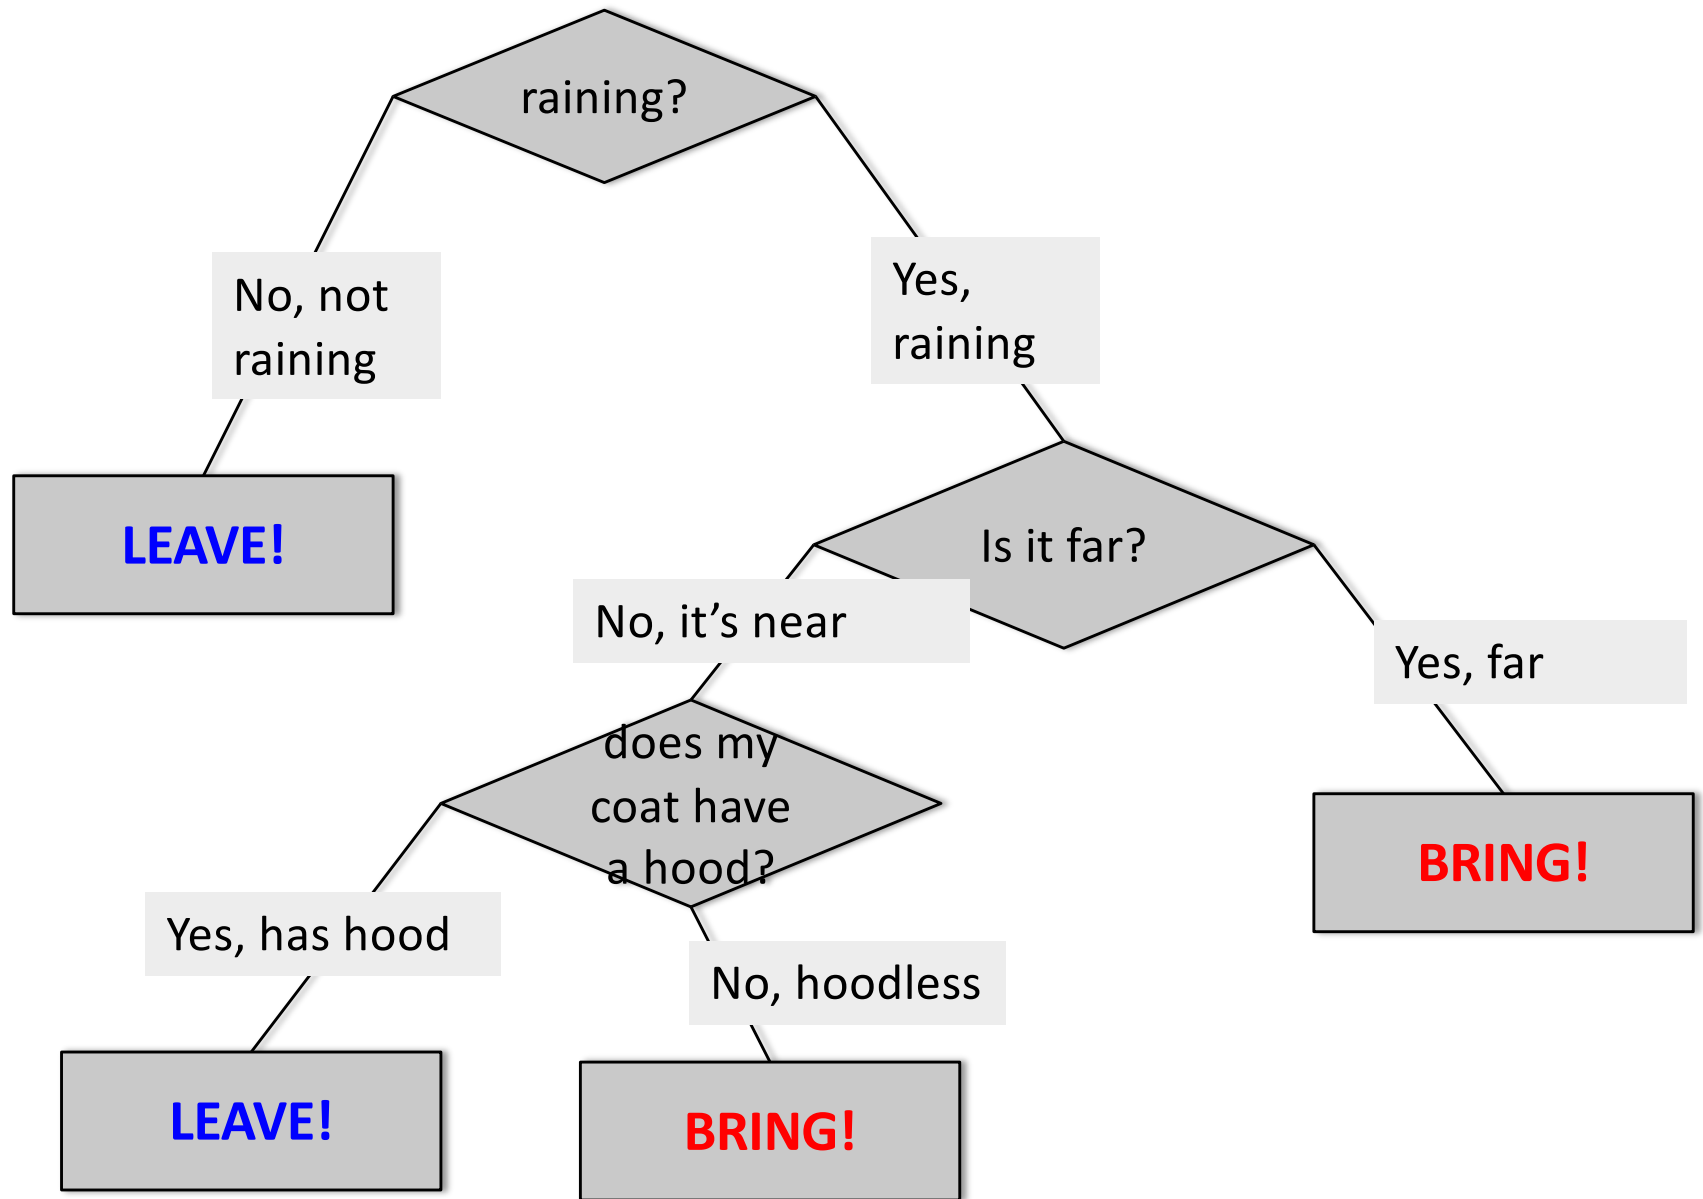 raining?
No, not
raining
Yes,
raining
LEAVE!
Is it far?
No, it’s near
Yes, far
does my
coat have
a hood?
BRING!
Yes, has hood
No, hoodless
LEAVE!
BRING!